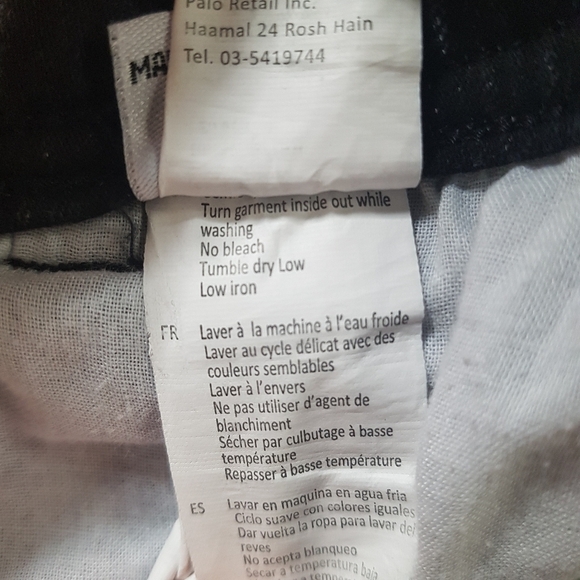 Palo Retail Inc.
Haamal 24 Rosh Hain
Tel. 03-5419744
MA
Turn garment inside out while
washing
No bleach
Tumble dry Low
Low iron
FR Laver à la machine à l'eau froide
Laver au cycle délicat avec des
couleurs semblables
Laver à l'envers
Ne pas utiliser d'agent de
blanchiment
Sécher par culbutage à basse
température
Repasser à basse température
ES Lavar en maquina en agua fria
Ciclo suave con colores iguales
Dar vuelta la ropa para lavar del
reves
No acepta blanqueo
Secar a temperatura baja